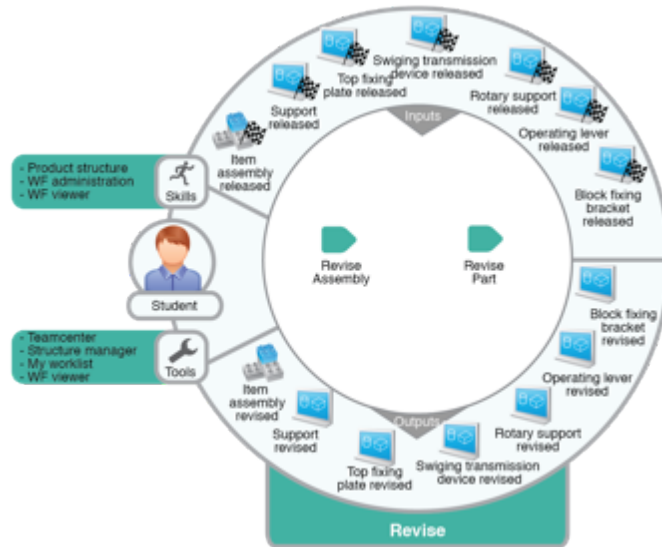 Swiging transmission
device released
Top fixing
plate released
Support
released
Rotary support
released
Operating lever
released
Item
assembly
released
Block fixing
bracket
released
Inputs
- Product structure
- WF administration
- WF viewer
Skills
Revise
Assembly
Revise
Part
Student
- Teamcenter
- Structure manager
- My worklist
- WF viewer
Tools
Block fixing
bracket
revised
Operating lever
revised
Item
assembly
revised
Support
revised
Rotary support
revised
Outputs
Top fixing
plate revised
Swiging transmission
device revised
Revise